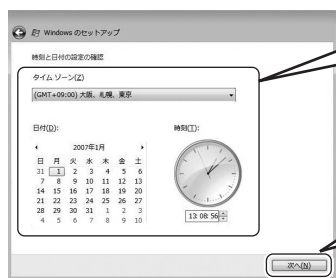 Windows のセットアップ
時刻と日付の設定の確認
タイム ゾーン(Z)
(GMT+09:00) 大阪、札幌、東京
日付(D):
時刻(T):
2007年1月
日 月 火 水 木 金 土
31 1 2 3 4 5 6
7 8 9 10 11 12 13
14 15 16 17 18 19 20
21 22 23 24 25 26 27
28 29 30 31 1 2 3
4 5 6 7 8 9 10
13:08:56
次へ(N)